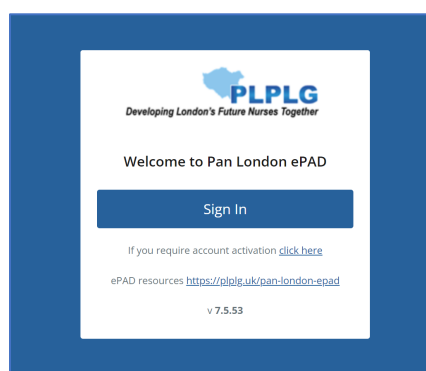 PLPLG
Developing London's Future Nurses Together
Welcome to Pan London ePAD
Sign In
If you require account activation click here
ePAD resources https://plplg.uk/pan-london-epad
v 7.5.53